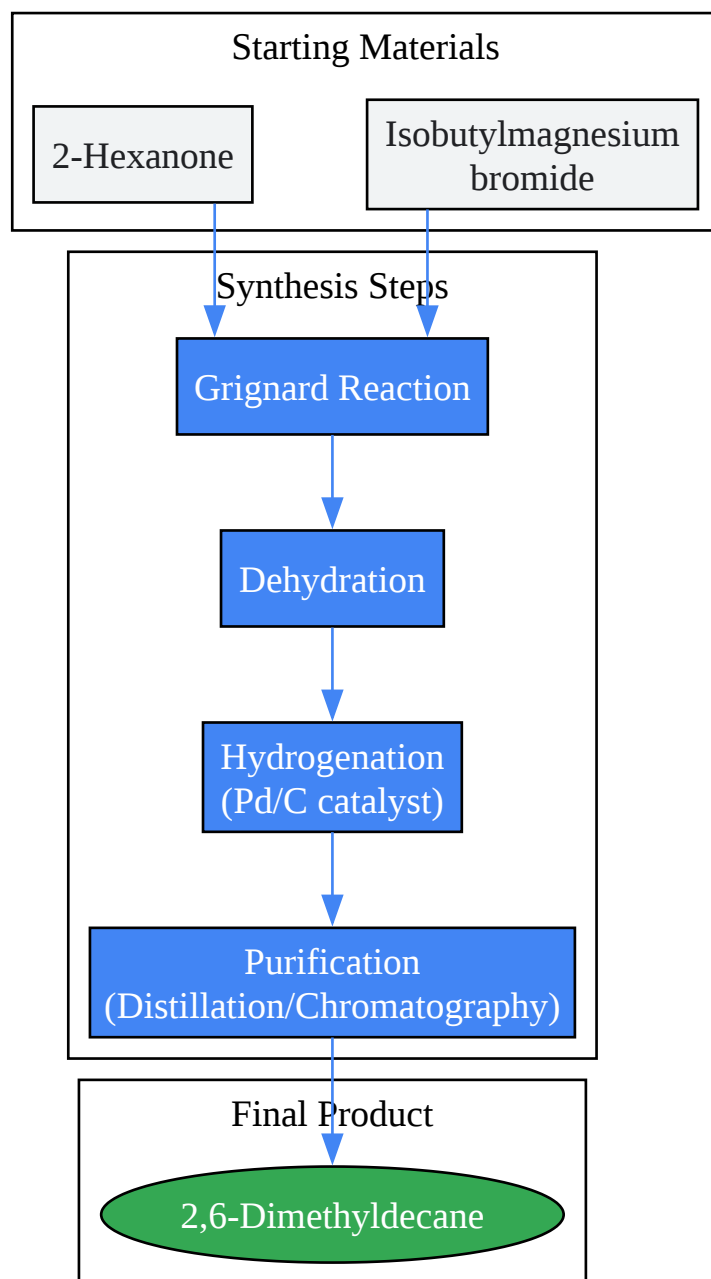 Starting Materials
2-Hexanone
Isobutylmagnesium
bromide
Synthesis Steps
Grignard Reaction
Dehydration
Hydrogenation
(Pd/C catalyst)
Purification
(Distillation/Chromatography)
Final Product
2,6-Dimethyldecane